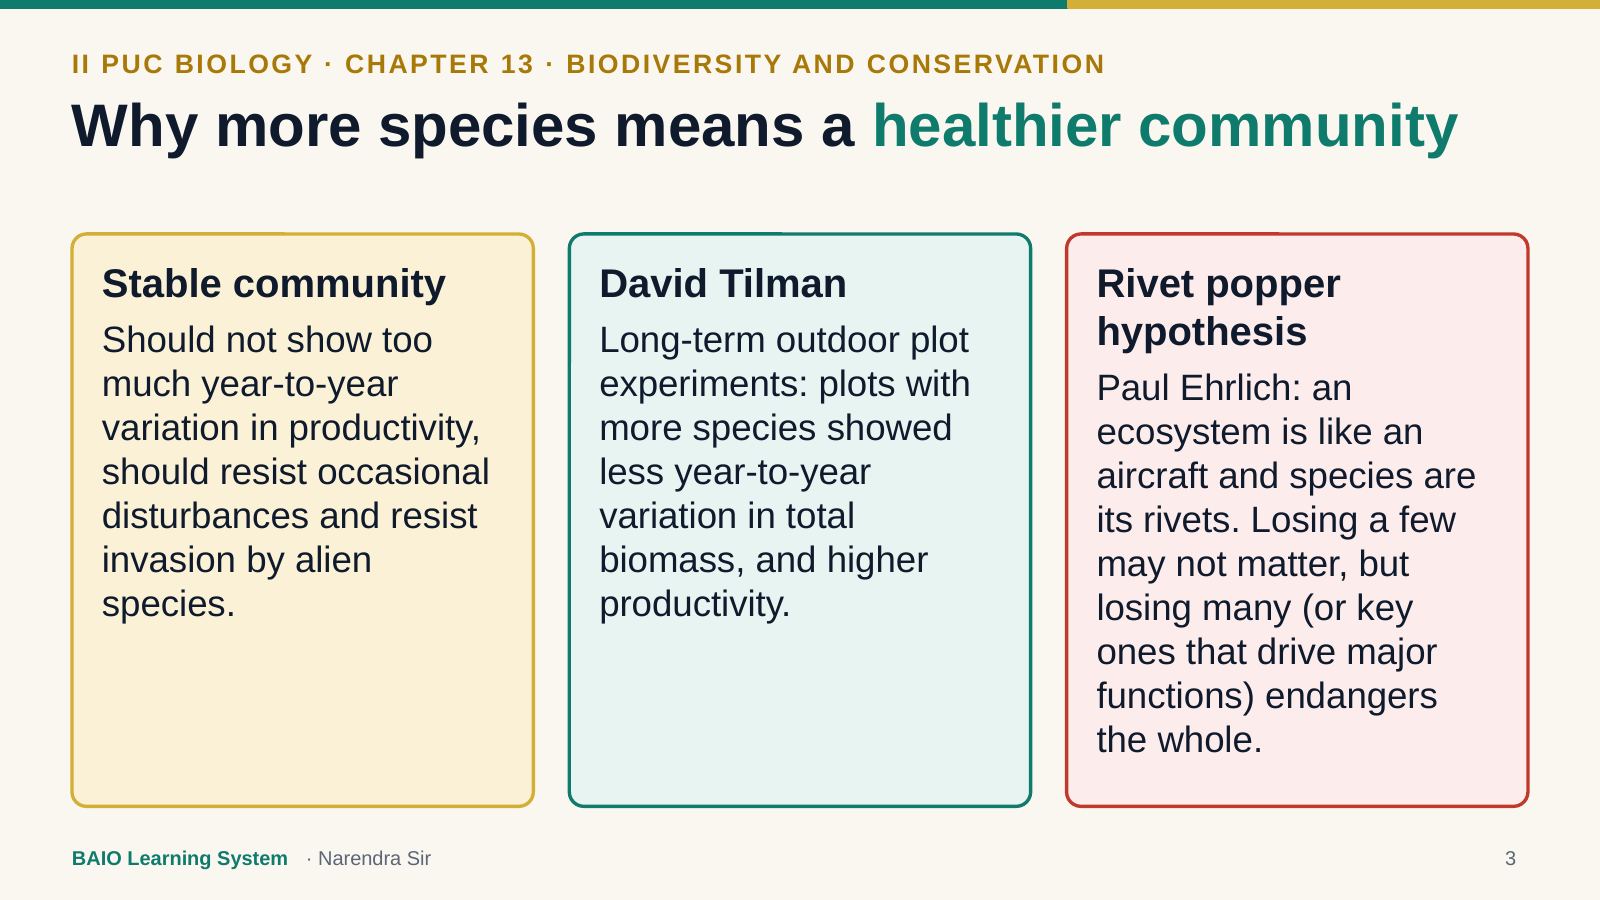 II PUC BIOLOGY · CHAPTER 13 · BIODIVERSITY AND CONSERVATION
Why more species means a healthier community
Stable community
Should not show too
much year-to-year
variation in productivity,
should resist occasional
disturbances and resist
invasion by alien
species.
David Tilman
Long-term outdoor plot
experiments: plots with
more species showed
less year-to-year
variation in total
biomass, and higher
productivity.
Rivet popper
hypothesis
Paul Ehrlich: an
ecosystem is like an
aircraft and species are
its rivets. Losing a few
may not matter, but
losing many (or key
ones that drive major
functions) endangers
the whole.
BAIO Learning System · Narendra Sir
3